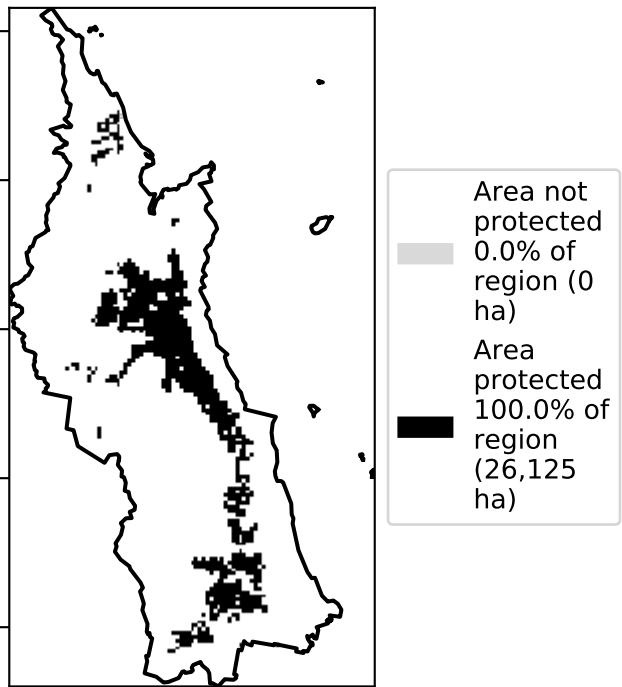 Area not
protected
0.0% of
region (0
ha)
Area
protected
100.0% of
region
(26,125
ha)